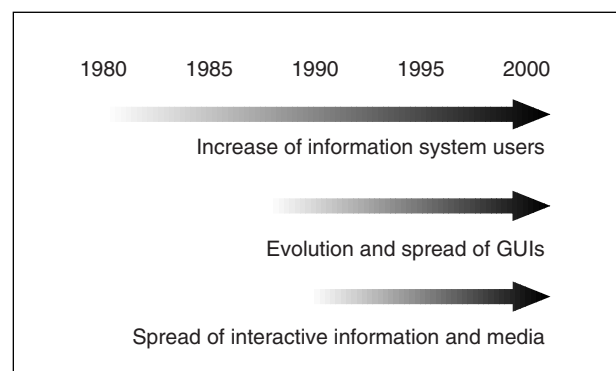 1980 1985 1990 1995 2000
Increase of information system users
Evolution and spread of GUIs
Spread of interactive information and media